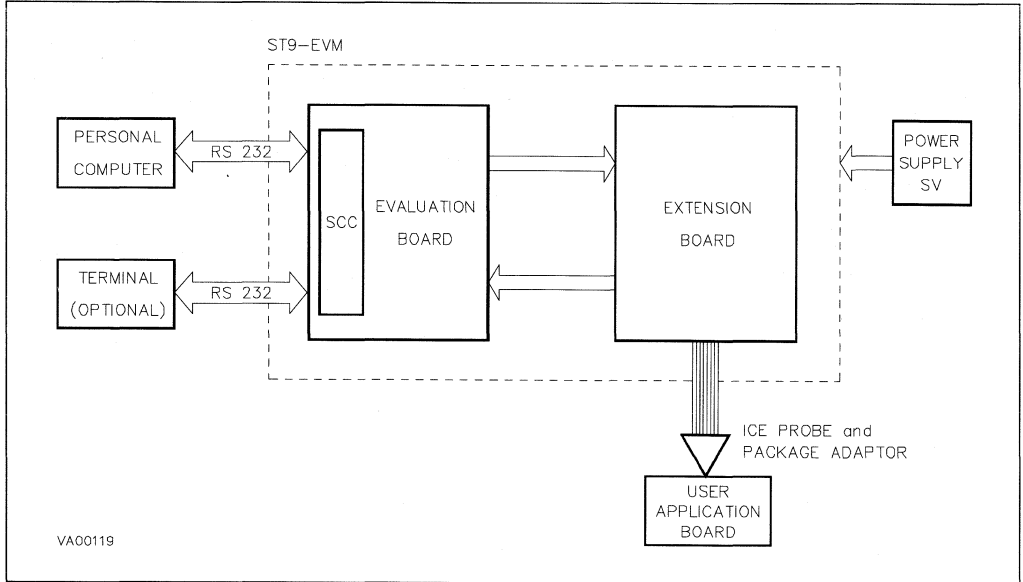 ST9-EVM
PERSONAL
COMPUTER
RS 232
SCC
EVALUATION
BOARD
EXTENSION
BOARD
POWER
SUPPLY
SV
TERMINAL
(OPTIONAL)
RS 232
ICE PROBE and
PACKAGE ADAPTOR
USER
APPLICATION
BOARD
VA00119